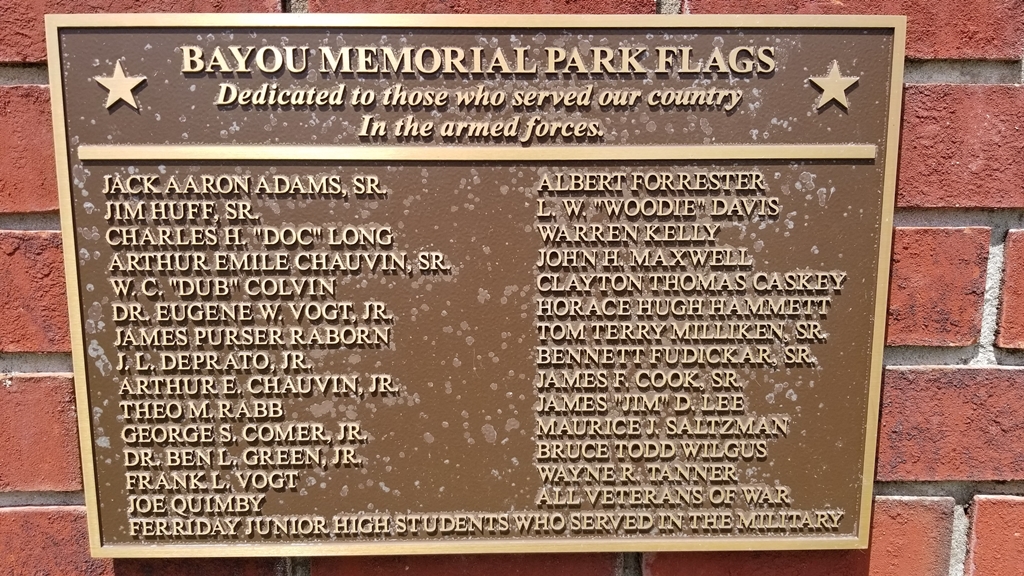 BAYOU MEMORIAL PARK FLAGS
Dedicated to those who served our country
In the armed forces.
JACK AARON ADAMS, SR.
JIM HUFF, SR.
CHARLES H. "DOC" LONG
ARTHUR EMILE CHAUVIN, SR.
W. C. "DUB" COLVIN
DR. EUGENE W. VOGT, JR.
JAMES PURSER RABORN
J. L. DEPRATO, JR.
ARTHUR E. CHAUVIN, JR.
THEO M. RABB
GEORGE S. COMER, JR.
DR. BEN L. GREEN, JR.
FRANK L. VOGT
JOE QUIMBY
ALBERT FORRESTER
L. W. "WOODIE" DAVIS
WARREN KELLY
JOHN H. MAXWELL
CLAYTON THOMAS CASKEY
HORACE HUGH HAMMETT
TOM TERRY MILLIKEN, SR.
BENNETT FUDICKAR, SR.
JAMES F. COOK, SR.
JAMES "JIM" D. LEE
MAURICE J. SALTZMAN
BRUCE TODD WILGUS
WAYNE R. TANNER
ALL VETERANS OF WAR
FERRIDAY JUNIOR HIGH STUDENTS WHO SERVED IN THE MILITARY